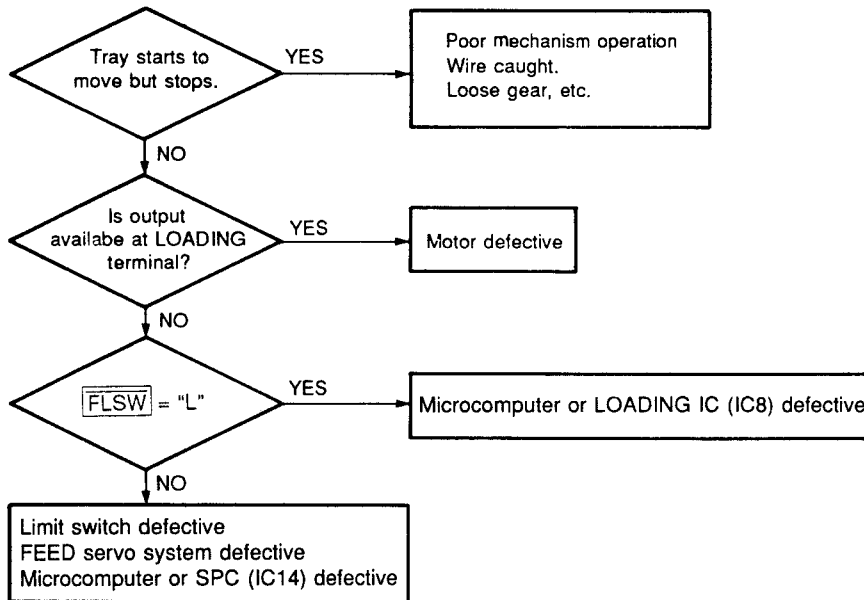 Tray starts to
move but stops.
YES
Poor mechanism operation
Wire caught.
Loose gear, etc.
NO
Is output
availabe at LOADING
terminal?
YES
Motor defective
NO
FLSW = "L"
YES
Microcomputer or LOADING IC (IC8) defective
NO
Limit switch defective
FEED servo system defective
Microcomputer or SPC (IC14) defective